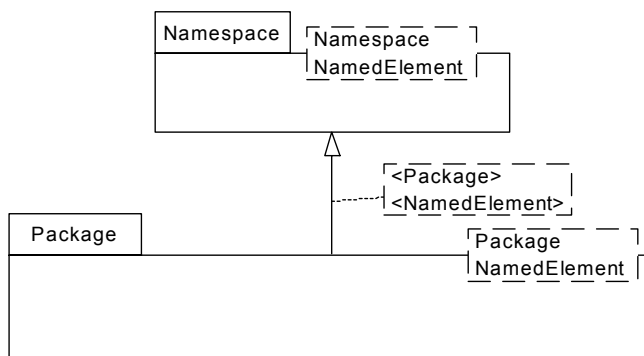 Namespace
Namespace
NamedElement
<Package>
<NamedElement>
Package
Package
NamedElement